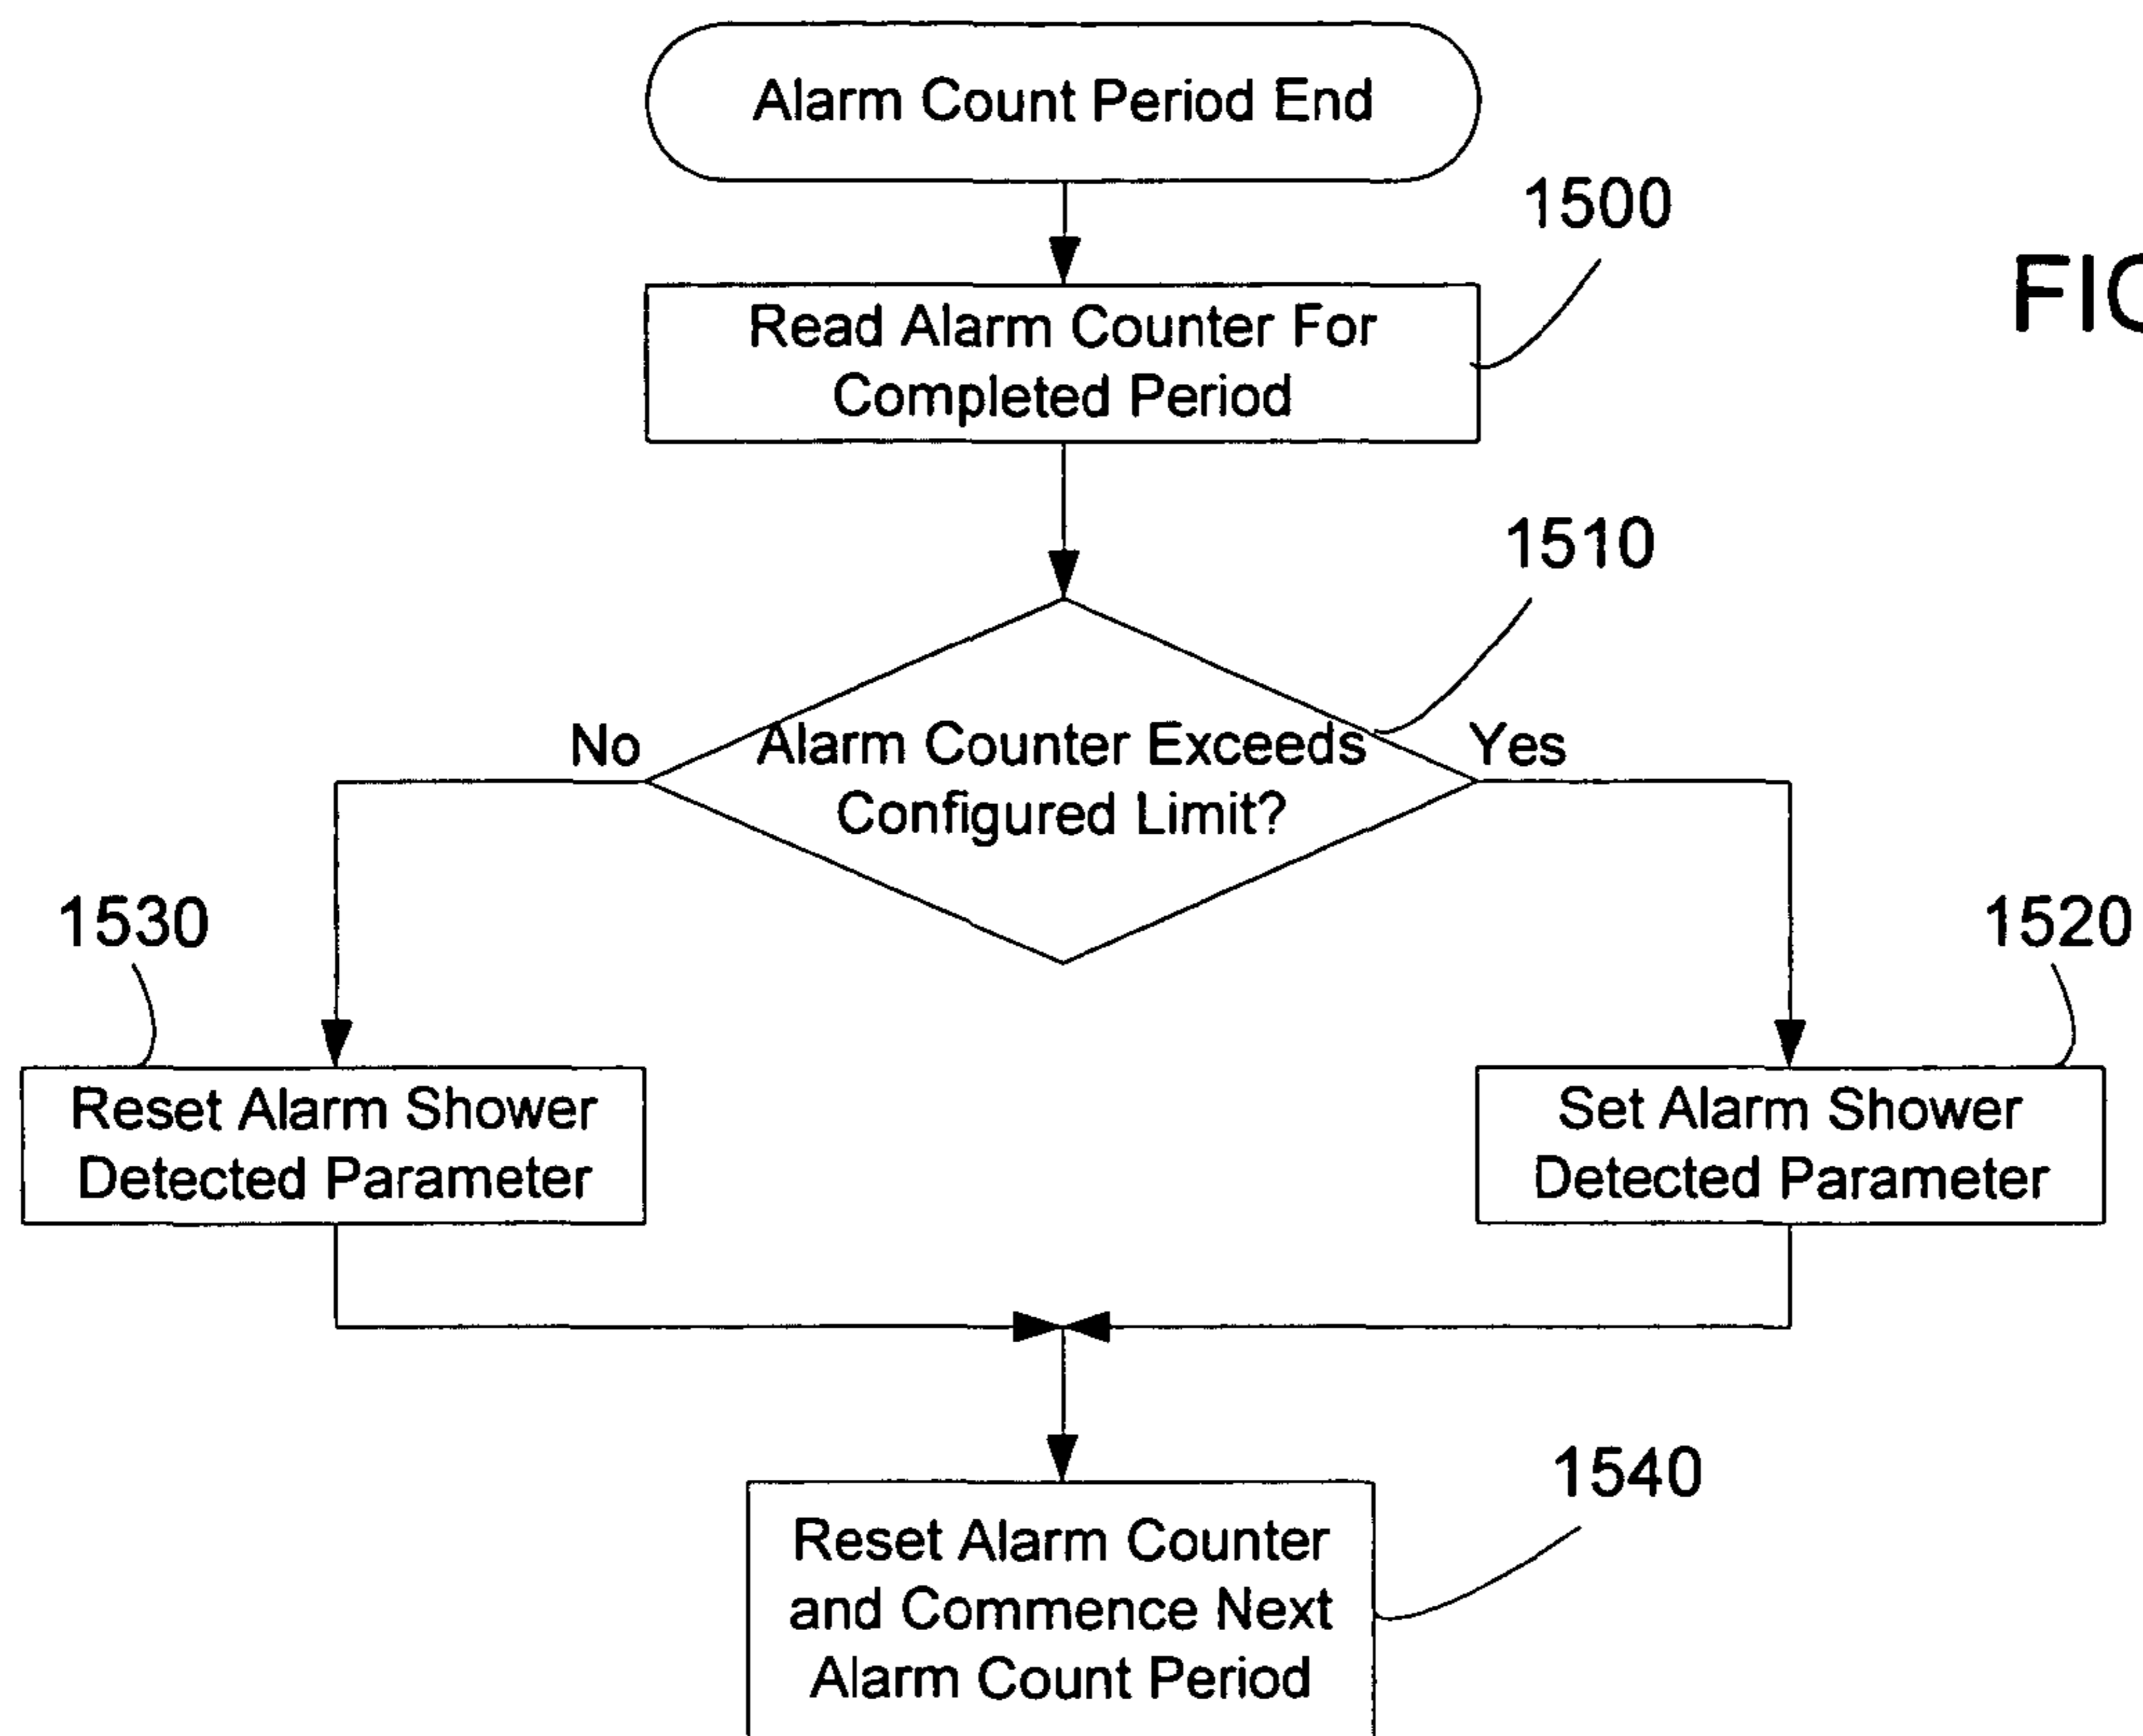 Alarm Count Period End
1500
FIG
Read Alarm Counter For
Completed Period
1510
No
Alarm Counter Exceeds
Configured Limit?
Yes
1530
1520
Reset Alarm Shower
Detected Parameter
Set Alarm Shower
Detected Parameter
1540
Reset Alarm Counter
and Commence Next
Alarm Count Period